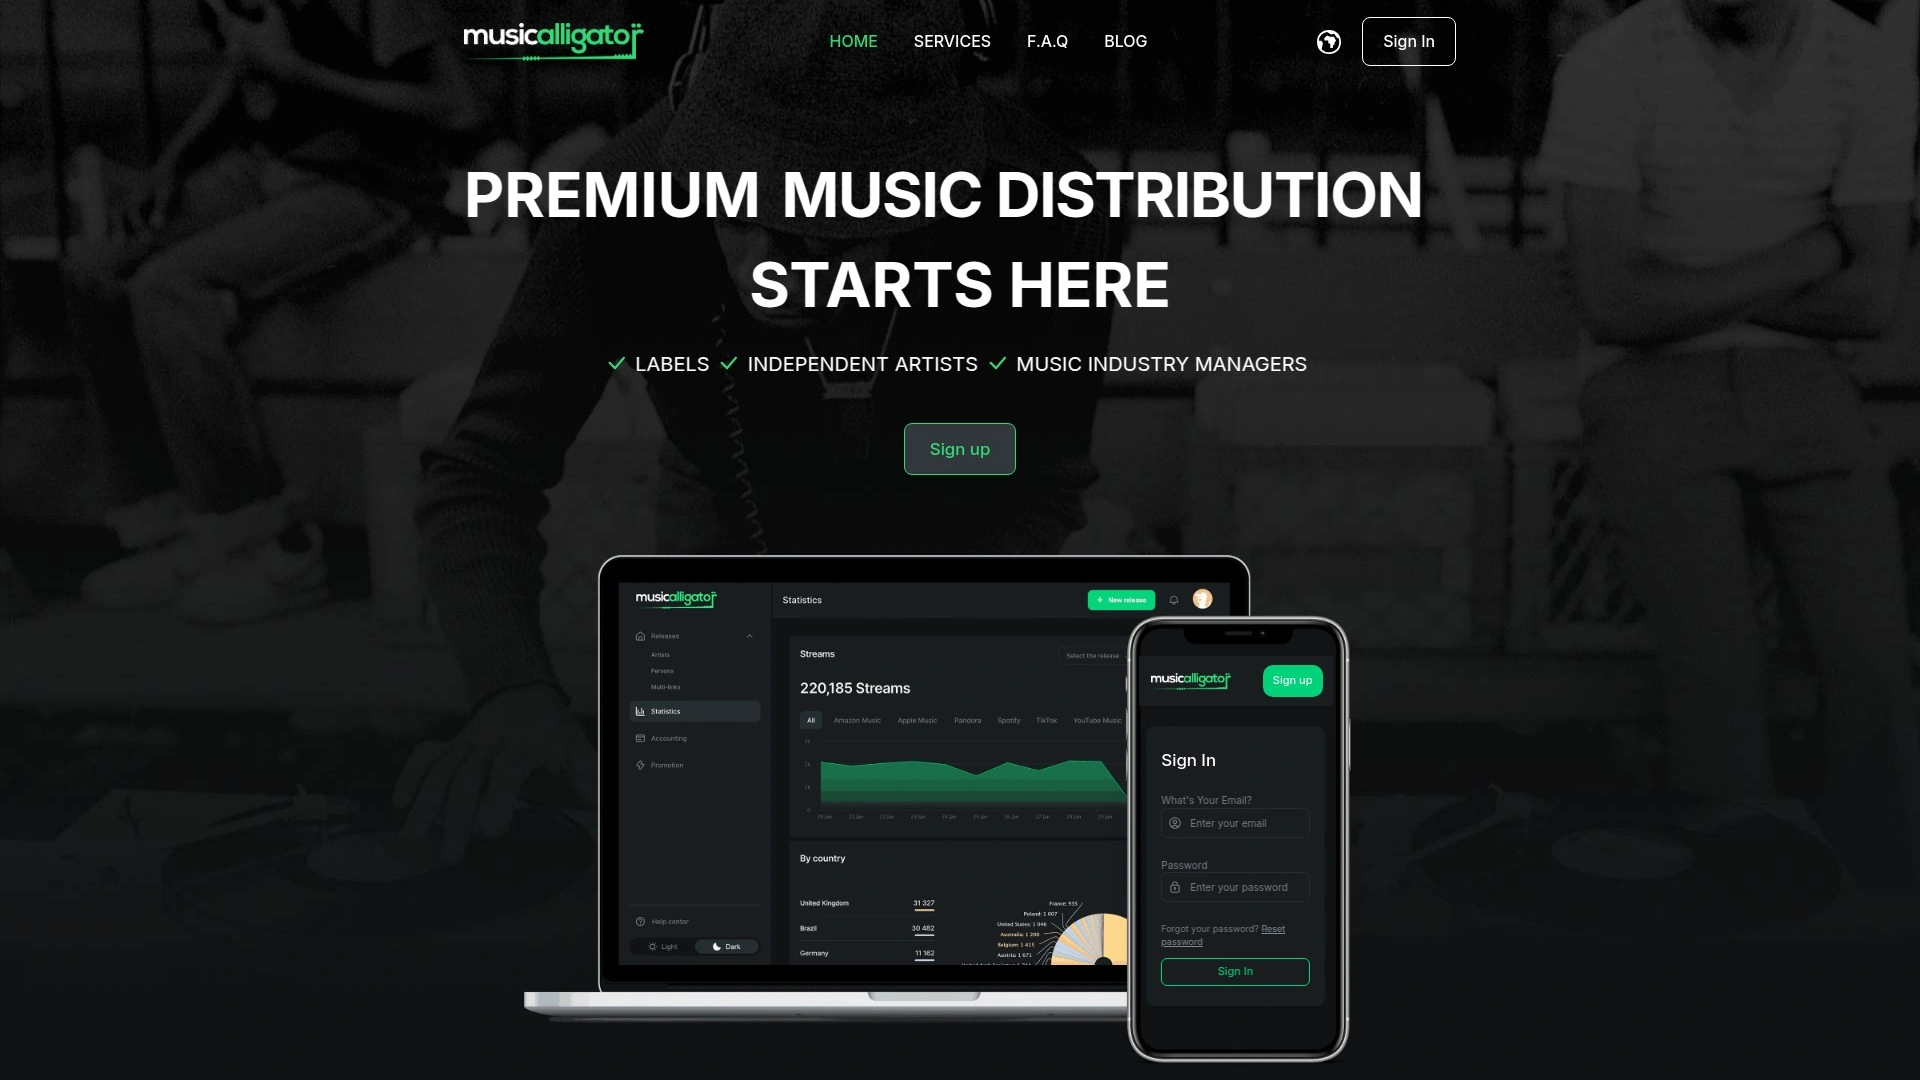 musicalligator
HOME SERVICES F.A.Q BLOG
Sign In
PREMIUM MUSIC DISTRIBUTION
STARTS HERE
LABELS INDEPENDENT ARTISTS MUSIC INDUSTRY MANAGERS
Sign up
musicalligator
Releases
Artists
Persons
Multi-links
Statistics
Accounting
Promotion
Help center
Light Dark
Statistics
+ New release
Streams
Select the release
220,185 Streams
All Amazon Music Apple Music Pandora Spotify TikTok YouTube Music
By country
United Kingdom 31 327
Brazil 30 482
Germany 11 162
France: 935
Poland: 1 007
United States: 1 046
Australia: 1 200
Belgium: 1 415
Austria: 1 671
musicalligator
Sign up
Sign In
What's Your Email?
Enter your email
Password
Enter your password
Forgot your password? Reset
password
Sign In